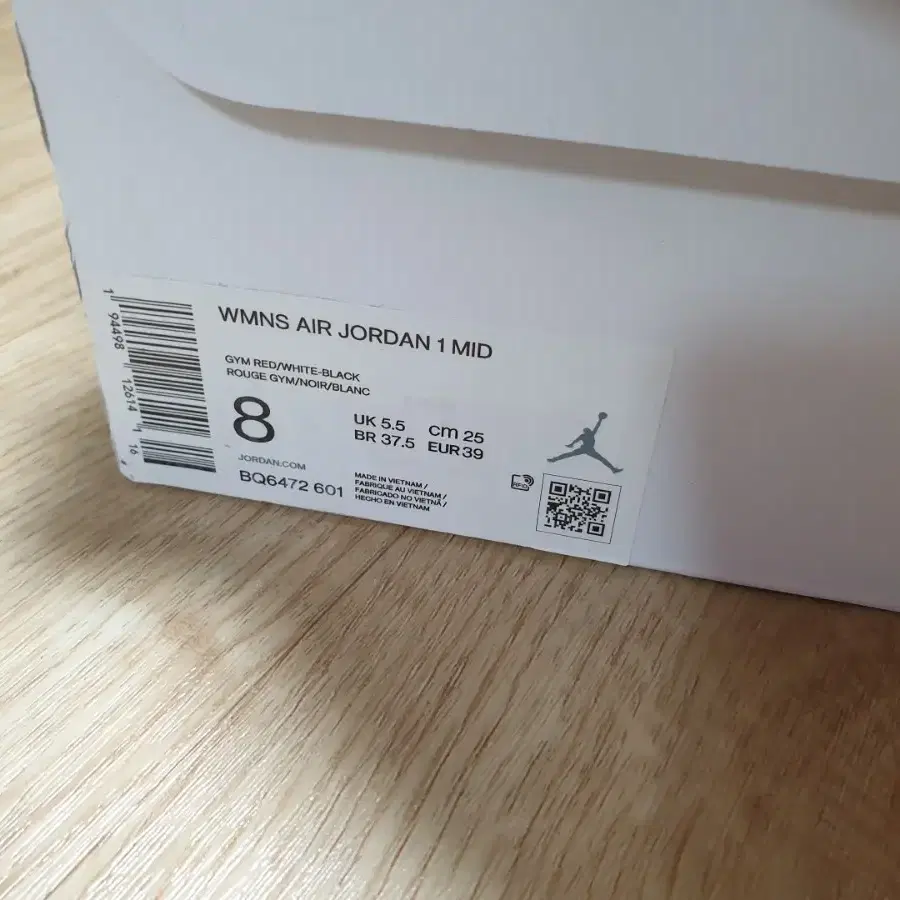 WMNS AIR JORDAN 1 MID
GYM RED/WHITE-BLACK
ROUGE GYM/NOIR/BLANC
8
UK 5.5 cm 25
BR 37.5 EUR 39
JORDAN.COM
BQ6472 601
MADE IN VIETNAM /
FABRIQUE AU VIETNAM /
FABRICADO NO VIETNÃ /
HECHO EN VIETNAM
RFID
1 94498 12614 16